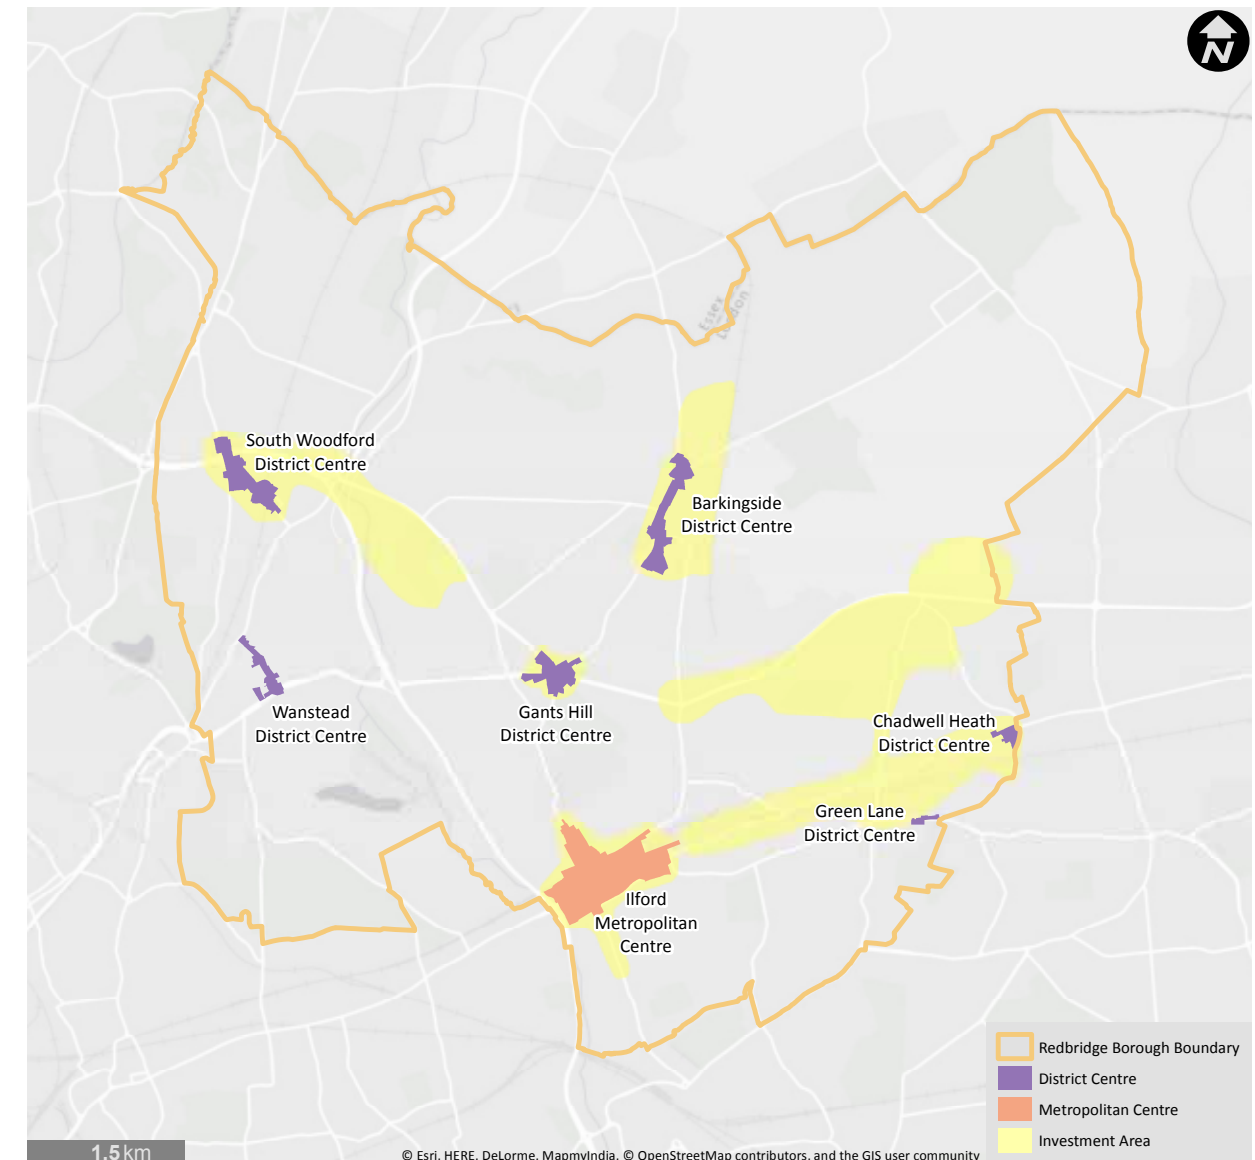 N
Essex
London
South Woodford
District Centre
Barkingside
District Centre
Wanstead
District Centre
Gants Hill
District Centre
Chadwell Heath
District Centre
Green Lane
District Centre
Ilford
Metropolitan
Centre
Redbridge Borough Boundary
District Centre
Metropolitan Centre
Investment Area
1.5 km
© Esri, HERE, DeLorme, MapmyIndia, © OpenStreetMap contributors, and the GIS user community